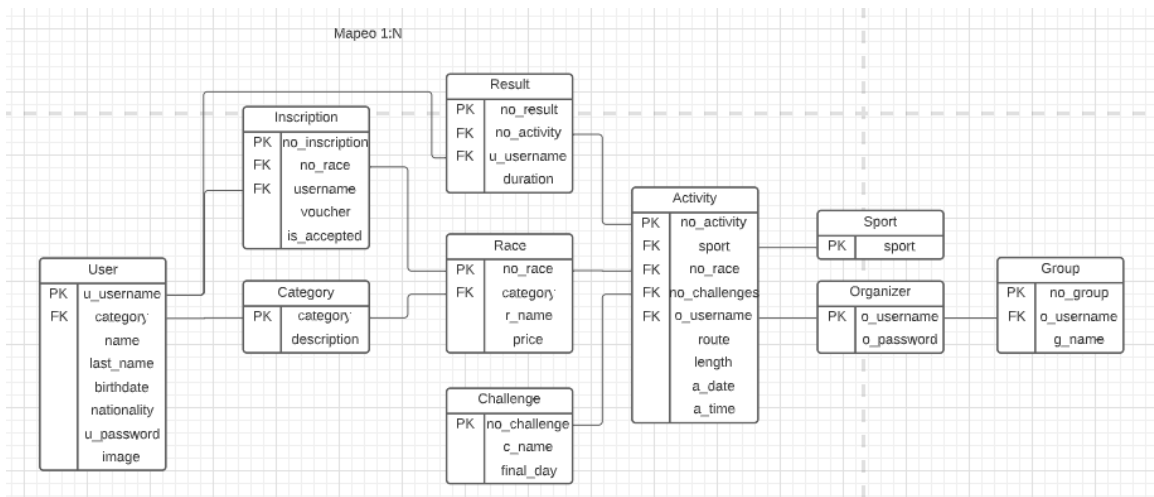 Mapeo 1:N
Result
PK no_result
FK no_activity
FK u_username
duration
Inscription
PK no_inscription
FK no_race
FK username
voucher
is_accepted
Activity
PK no_activity
FK sport
FK no_race
FK no_challenges
FK o_username
route
length
a_date
a_time
Sport
PK sport
Race
PK no_race
FK category
r_name
price
User
PK u_username
FK category
name
last_name
birthdate
nationality
u_password
image
Category
PK category
description
Organizer
PK o_username
o_password
Group
PK no_group
FK o_username
g_name
Challenge
PK no_challenge
c_name
final_day